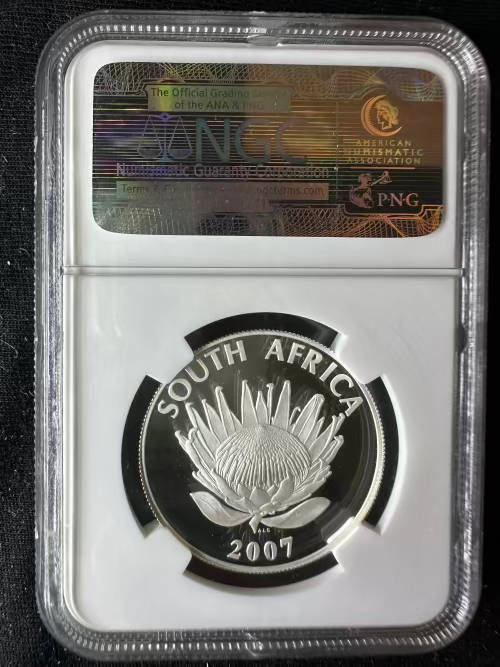 The Official Grading Service
of the ANA & PNG
NGC
Numismatic Guaranty Corporation
AMERICAN
NUMISMATIC
ASSOCIATION
PNG
SOUTH AFRICA
ALS
2007